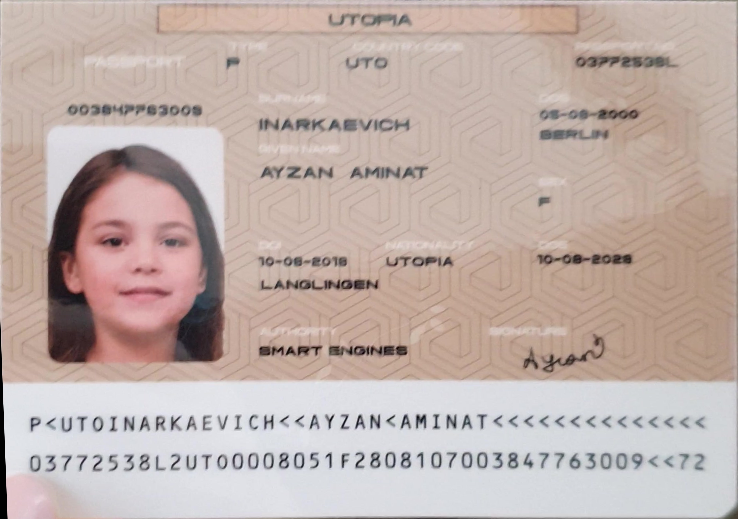 UTOPIA
PASSPORT TYPE COUNTRY CODE PASSPORT NO.
P UTO 03772538L
003847763009
SURNAME DOB
INARKAEVICH 05-08-2000
BERLIN
GIVEN NAME
AYZAN AMINAT
SEX
F
DOI NATIONALITY DOE
10-08-2018 UTOPIA 10-08-2028
LANGLINGEN
AUTHORITY SIGNATURE
SMART ENGINES Ayzan
P<UTOINARKAEVICH<<AYZAN<AMINAT<<<<<<<<<<<<<<
03772538L2UTO0008051F2808107003847763009<<72